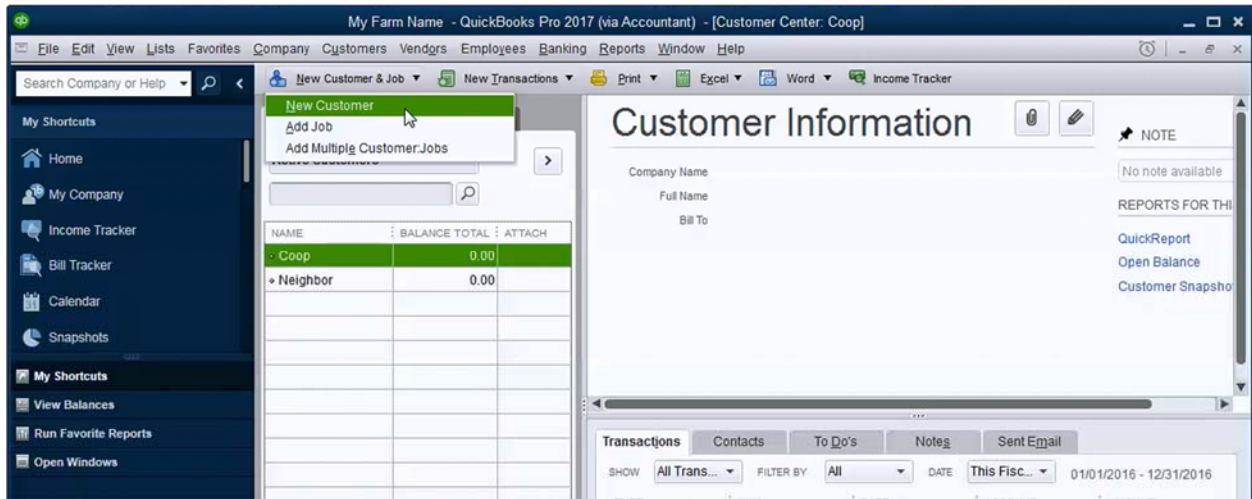 qb My Farm Name - QuickBooks Pro 2017 (via Accountant) - [Customer Center: Coop]
File Edit View Lists Favorites Company Customers Vendors Employees Banking Reports Window Help
Search Company or Help New Customer & Job New Transactions Print Excel Word Income Tracker
My Shortcuts
Home
My Company
Income Tracker
Bill Tracker
Calendar
Snapshots
My Shortcuts
View Balances
Run Favorite Reports
Open Windows
New Customer
Add Job
Add Multiple Customer:Jobs
NAME BALANCE TOTAL ATTACH
Coop 0.00
Neighbor 0.00
Customer Information
Company Name
Full Name
Bill To
NOTE
No note available
REPORTS FOR THI
QuickReport
Open Balance
Customer Snapsho
Transactions Contacts To Do's Notes Sent Email
SHOW All Trans... FILTER BY All DATE This Fisc... 01/01/2016 - 12/31/2016